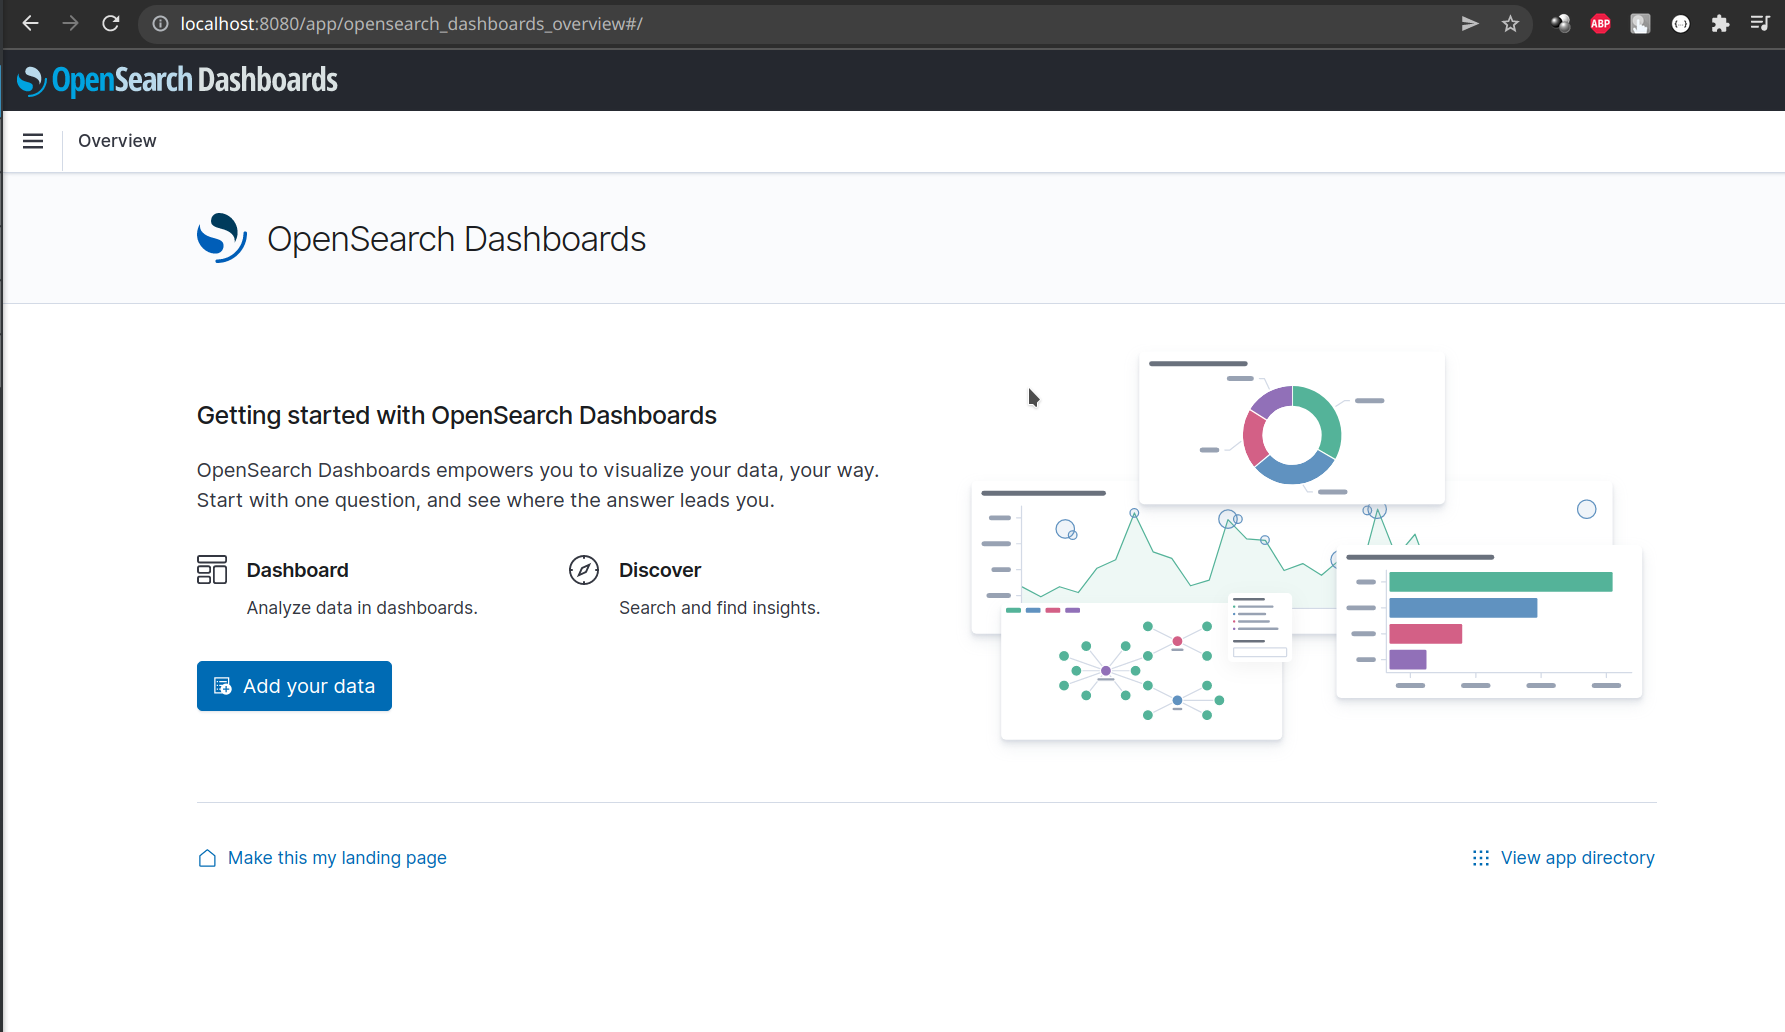 localhost:8080/app/opensearch_dashboards_overview#/
ABP
OpenSearch Dashboards
Overview
OpenSearch Dashboards
Getting started with OpenSearch Dashboards
OpenSearch Dashboards empowers you to visualize your data, your way.
Start with one question, and see where the answer leads you.
Dashboard
Analyze data in dashboards.
Discover
Search and find insights.
Add your data
Make this my landing page
View app directory